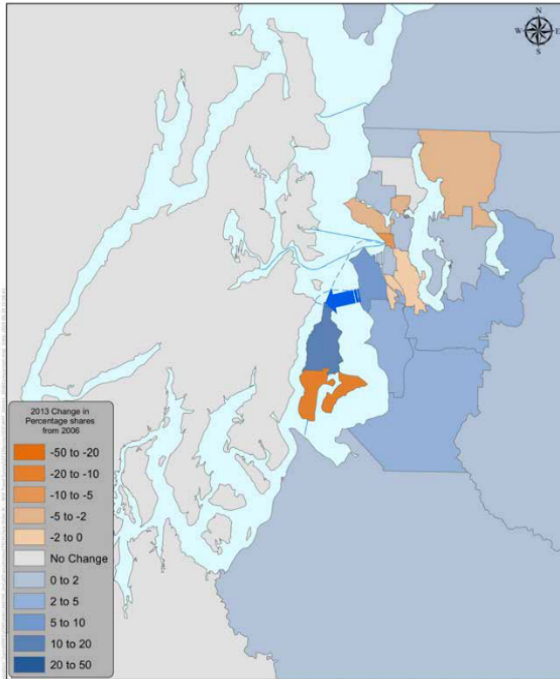 N
W E
S
2013 Change in
Percentage shares
from 2006
-50 to -20
-20 to -10
-10 to -5
-5 to -2
-2 to 0
No Change
0 to 2
2 to 5
5 to 10
10 to 20
20 to 50